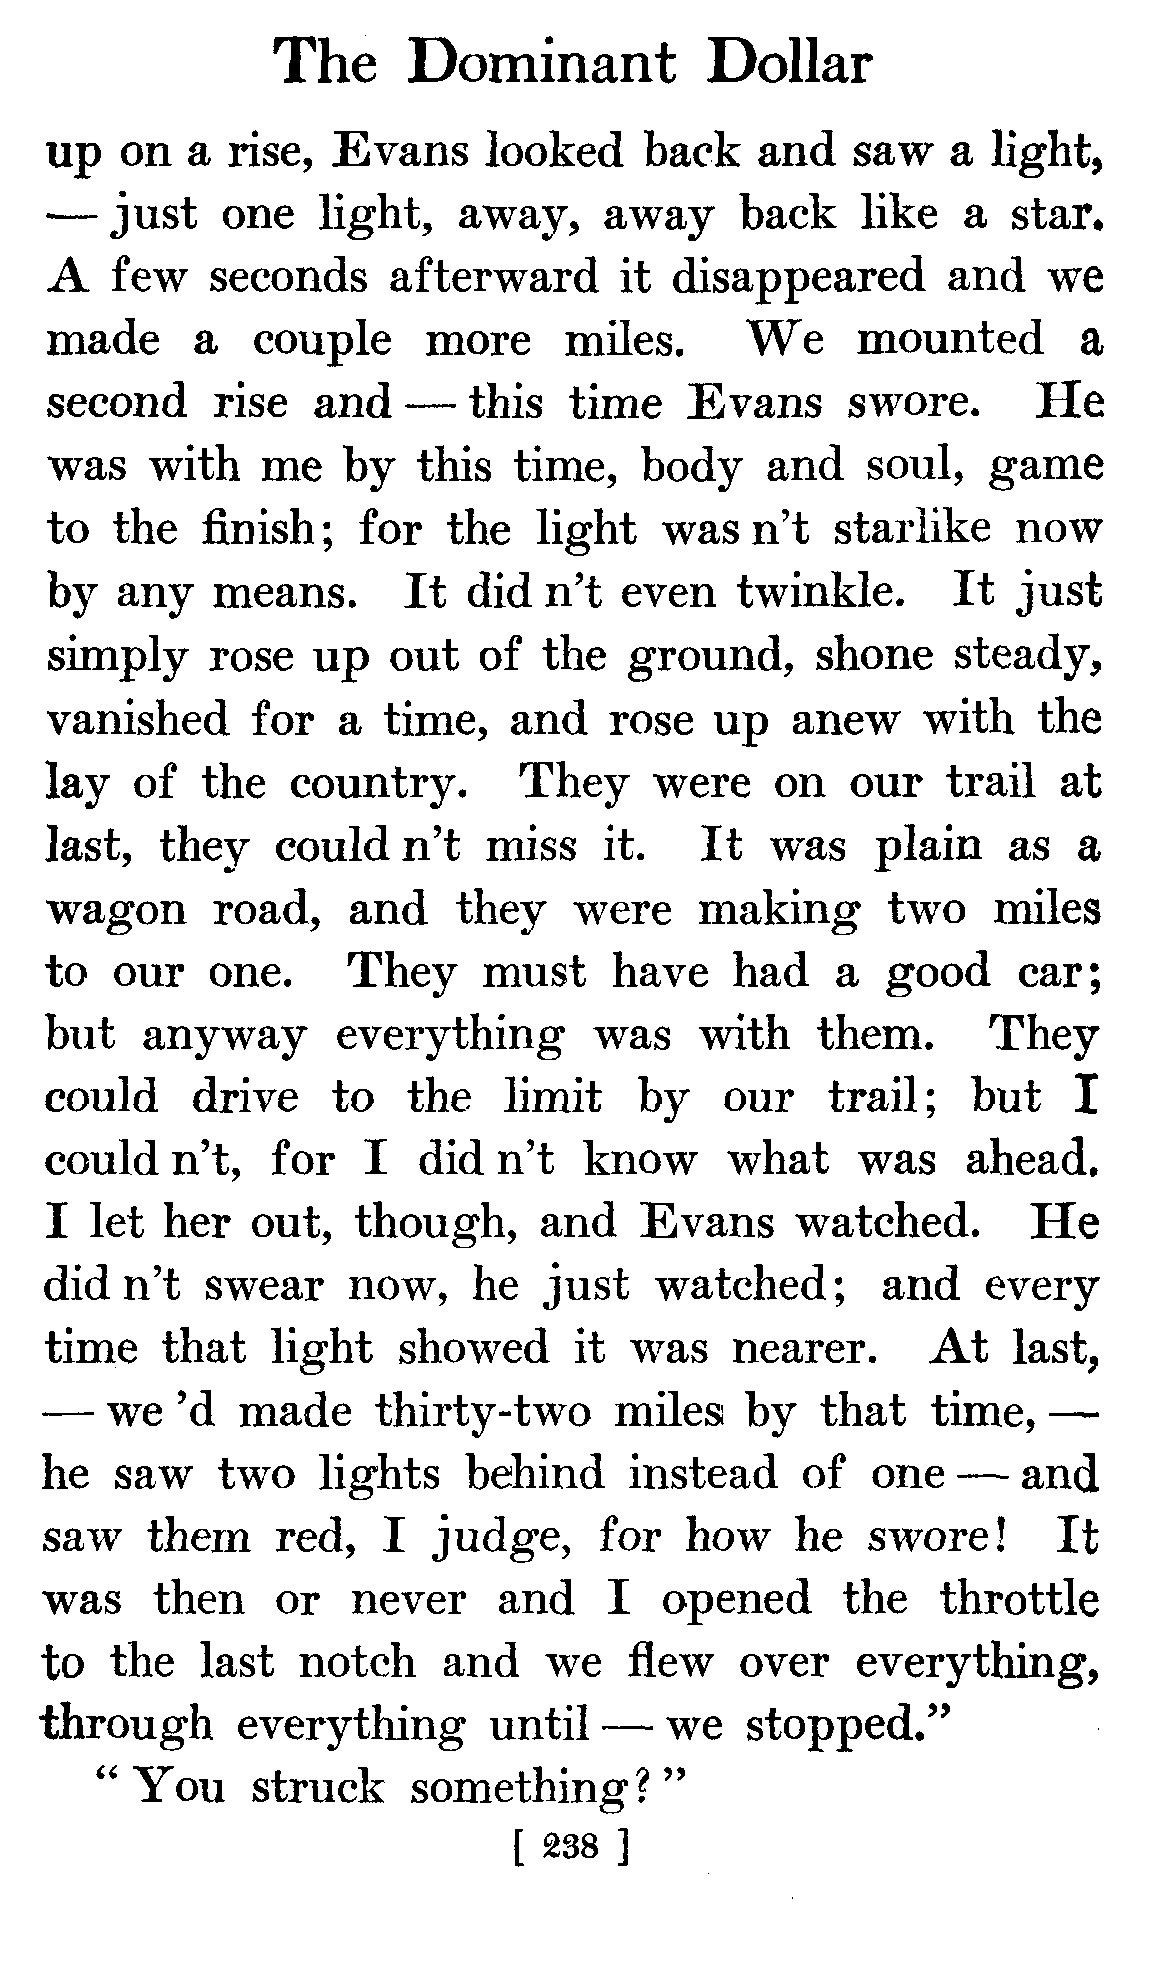 The Dominant Dollar
up on a rise, Evans looked back and saw a light,
— just one light, away, away back like a star.
A few seconds afterward it disappeared and we
made a couple more miles. We mounted a
second rise and — this time Evans swore. He
was with me by this time, body and soul, game
to the finish; for the light was n't starlike now
by any means. It did n't even twinkle. It just
simply rose up out of the ground, shone steady,
vanished for a time, and rose up anew with the
lay of the country. They were on our trail at
last, they could n't miss it. It was plain as a
wagon road, and they were making two miles
to our one. They must have had a good car;
but anyway everything was with them. They
could drive to the limit by our trail; but I
could n't, for I did n't know what was ahead.
I let her out, though, and Evans watched. He
did n't swear now, he just watched; and every
time that light showed it was nearer. At last,
— we 'd made thirty-two miles by that time, —
he saw two lights behind instead of one — and
saw them red, I judge, for how he swore! It
was then or never and I opened the throttle
to the last notch and we flew over everything,
through everything until — we stopped.”
“ You struck something? ”
[ 238 ]